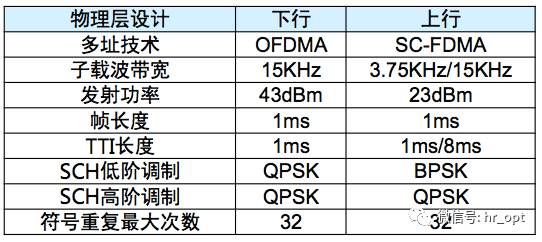 物理层设计 下行 上行
多址技术 OFDMA SC-FDMA
子载波带宽 15KHz 3.75KHz/15KHz
发射功率 43dBm 23dBm
帧长度 1ms 1ms
TTI长度 1ms 1ms/8ms
SCH低阶调制 QPSK BPSK
SCH高阶调制 QPSK QPSK
符号重复最大次数 32 32
微信号: hr_opt